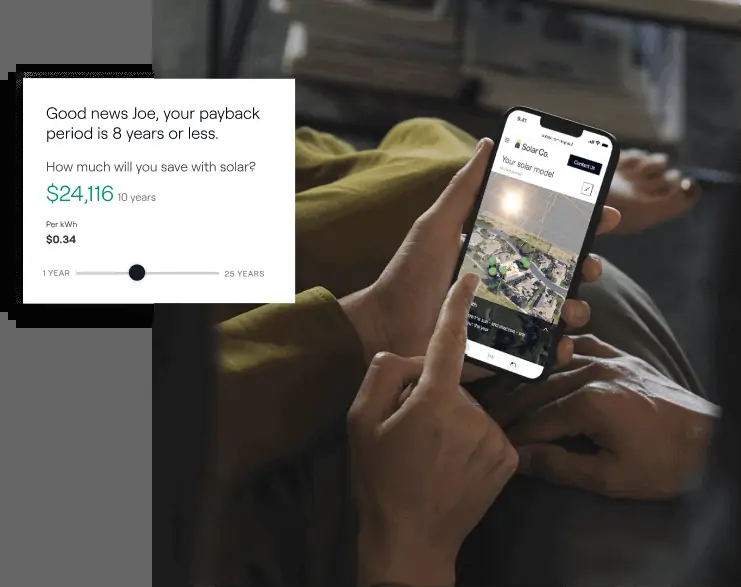 Good news Joe, your payback
period is 8 years or less.
How much will you save with solar?
$24,116 10 years
Per kWh
$0.34
1 YEAR
25 YEARS
9:41
Solar Co.
Contact Us
Your solar model